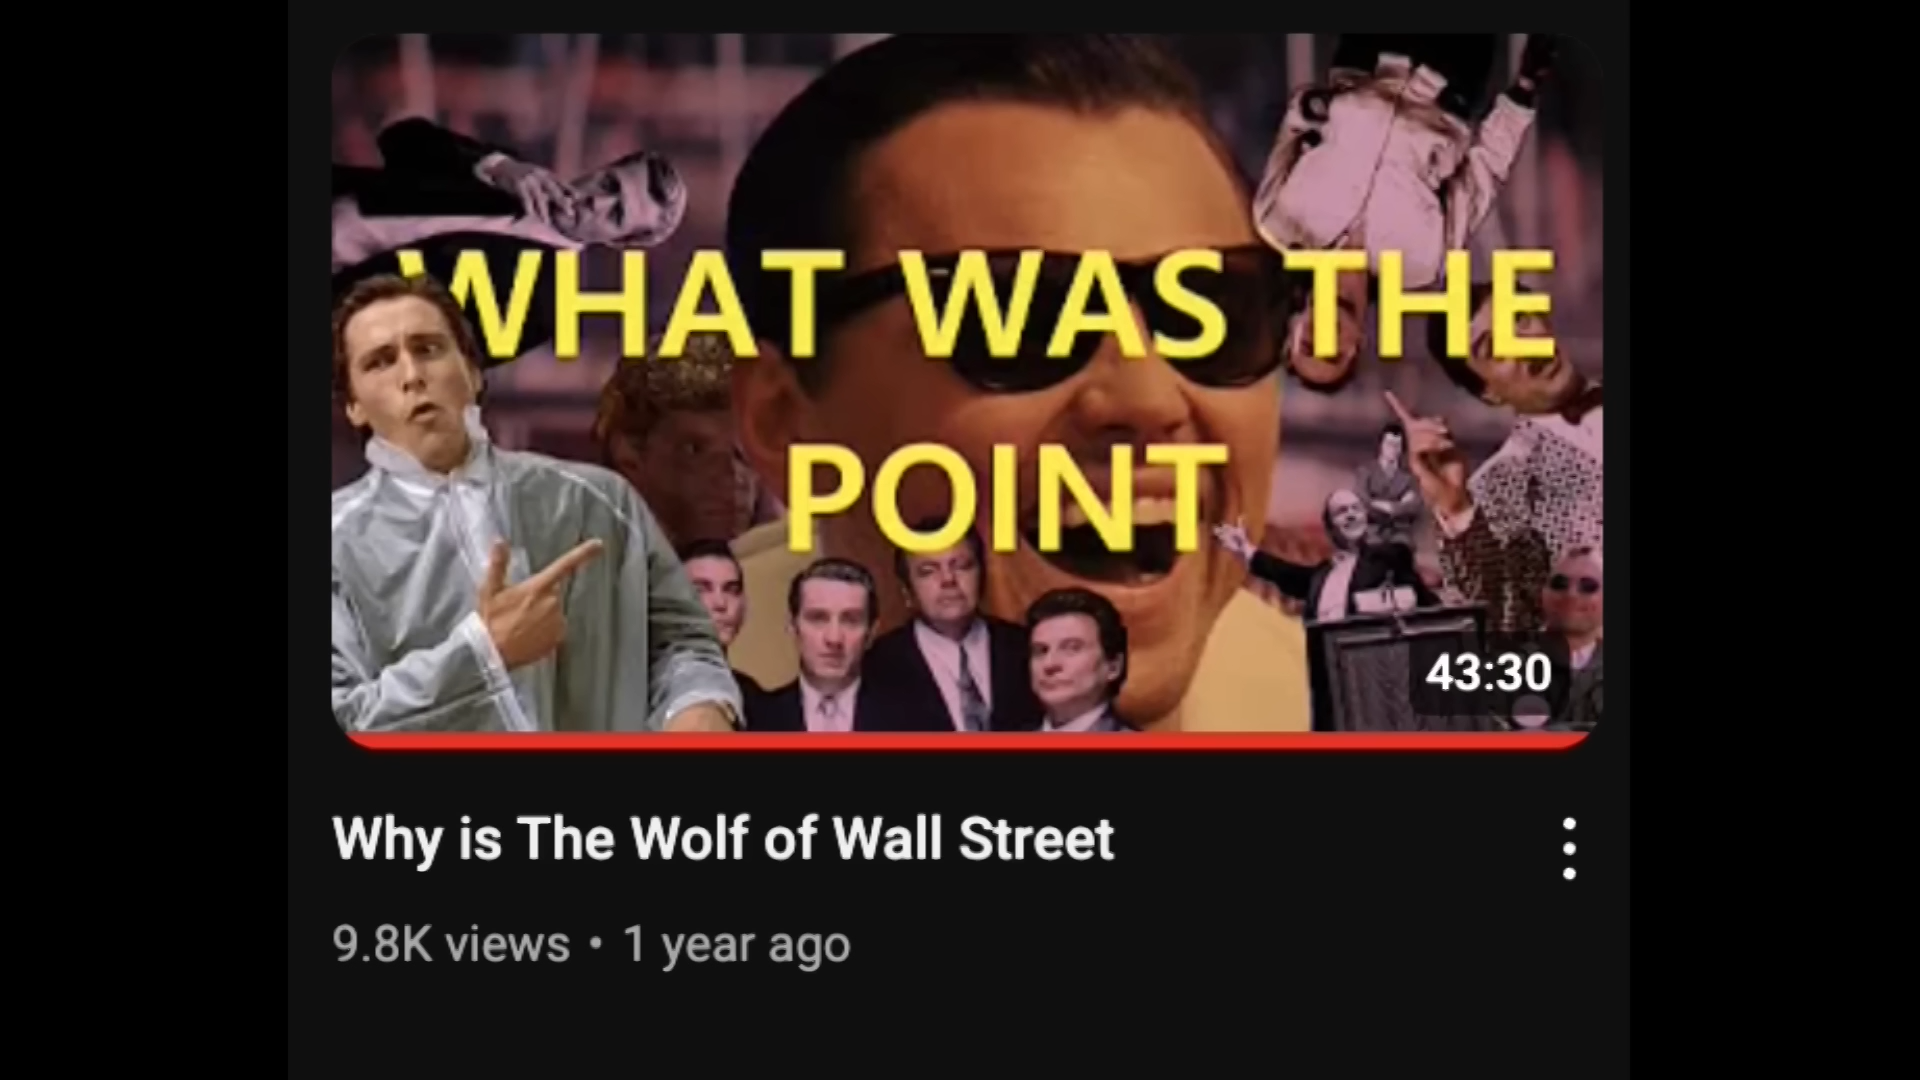 WHAT WAS THE
POINT
43:30
Why is The Wolf of Wall Street
9.8K views • 1 year ago